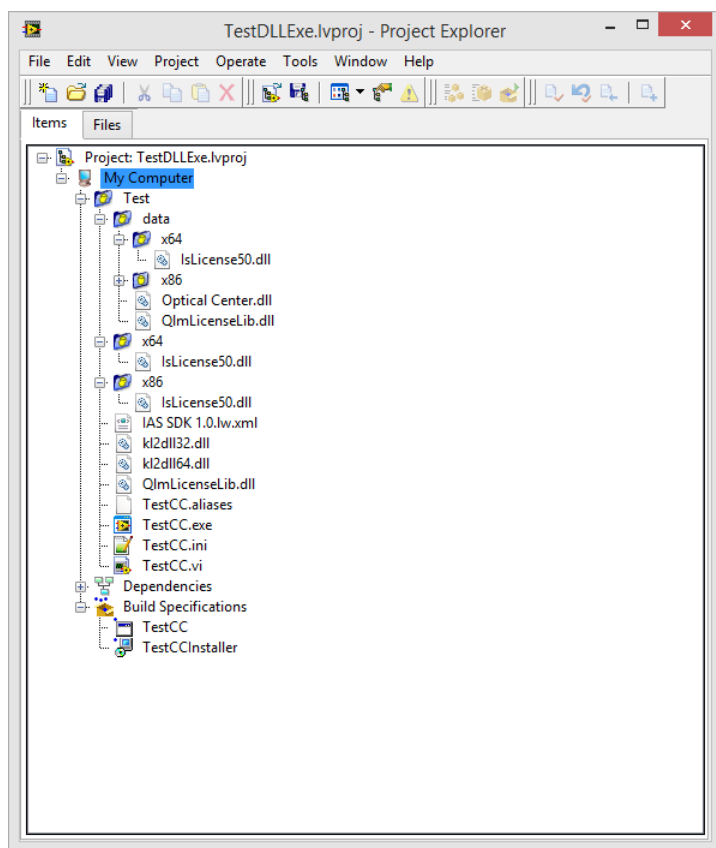 TestDLLExe.lvproj - Project Explorer
File Edit View Project Operate Tools Window Help
Items Files
Project: TestDLLExe.lvproj
My Computer
Test
data
x64
IsLicense50.dll
x86
Optical Center.dll
QlmLicenseLib.dll
x64
IsLicense50.dll
x86
IsLicense50.dll
IAS SDK 1.0.lw.xml
kl2dll32.dll
kl2dll64.dll
QlmLicenseLib.dll
TestCC.aliases
TestCC.exe
TestCC.ini
TestCC.vi
Dependencies
Build Specifications
TestCC
TestCCInstaller